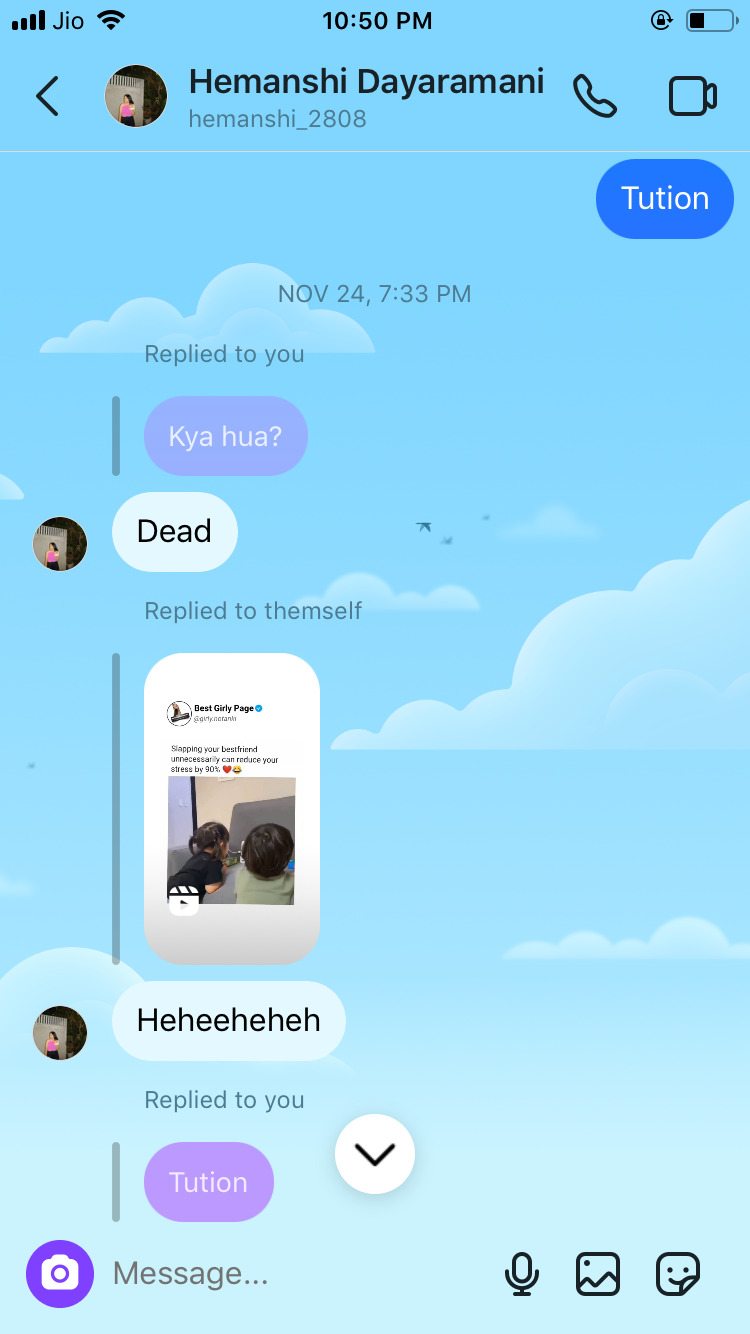 Jio
10:50 PM
Hemanshi Dayaramani
hemanshi_2808
Tution
NOV 24, 7:33 PM
Replied to you
Kya hua?
Dead
Replied to themself
Best Girly Page
@girly.notanki
Slapping your bestfriend
unnecessarily can reduce your
stress by 90% ❤️😂
Heheeheheh
Replied to you
Tution
Message...